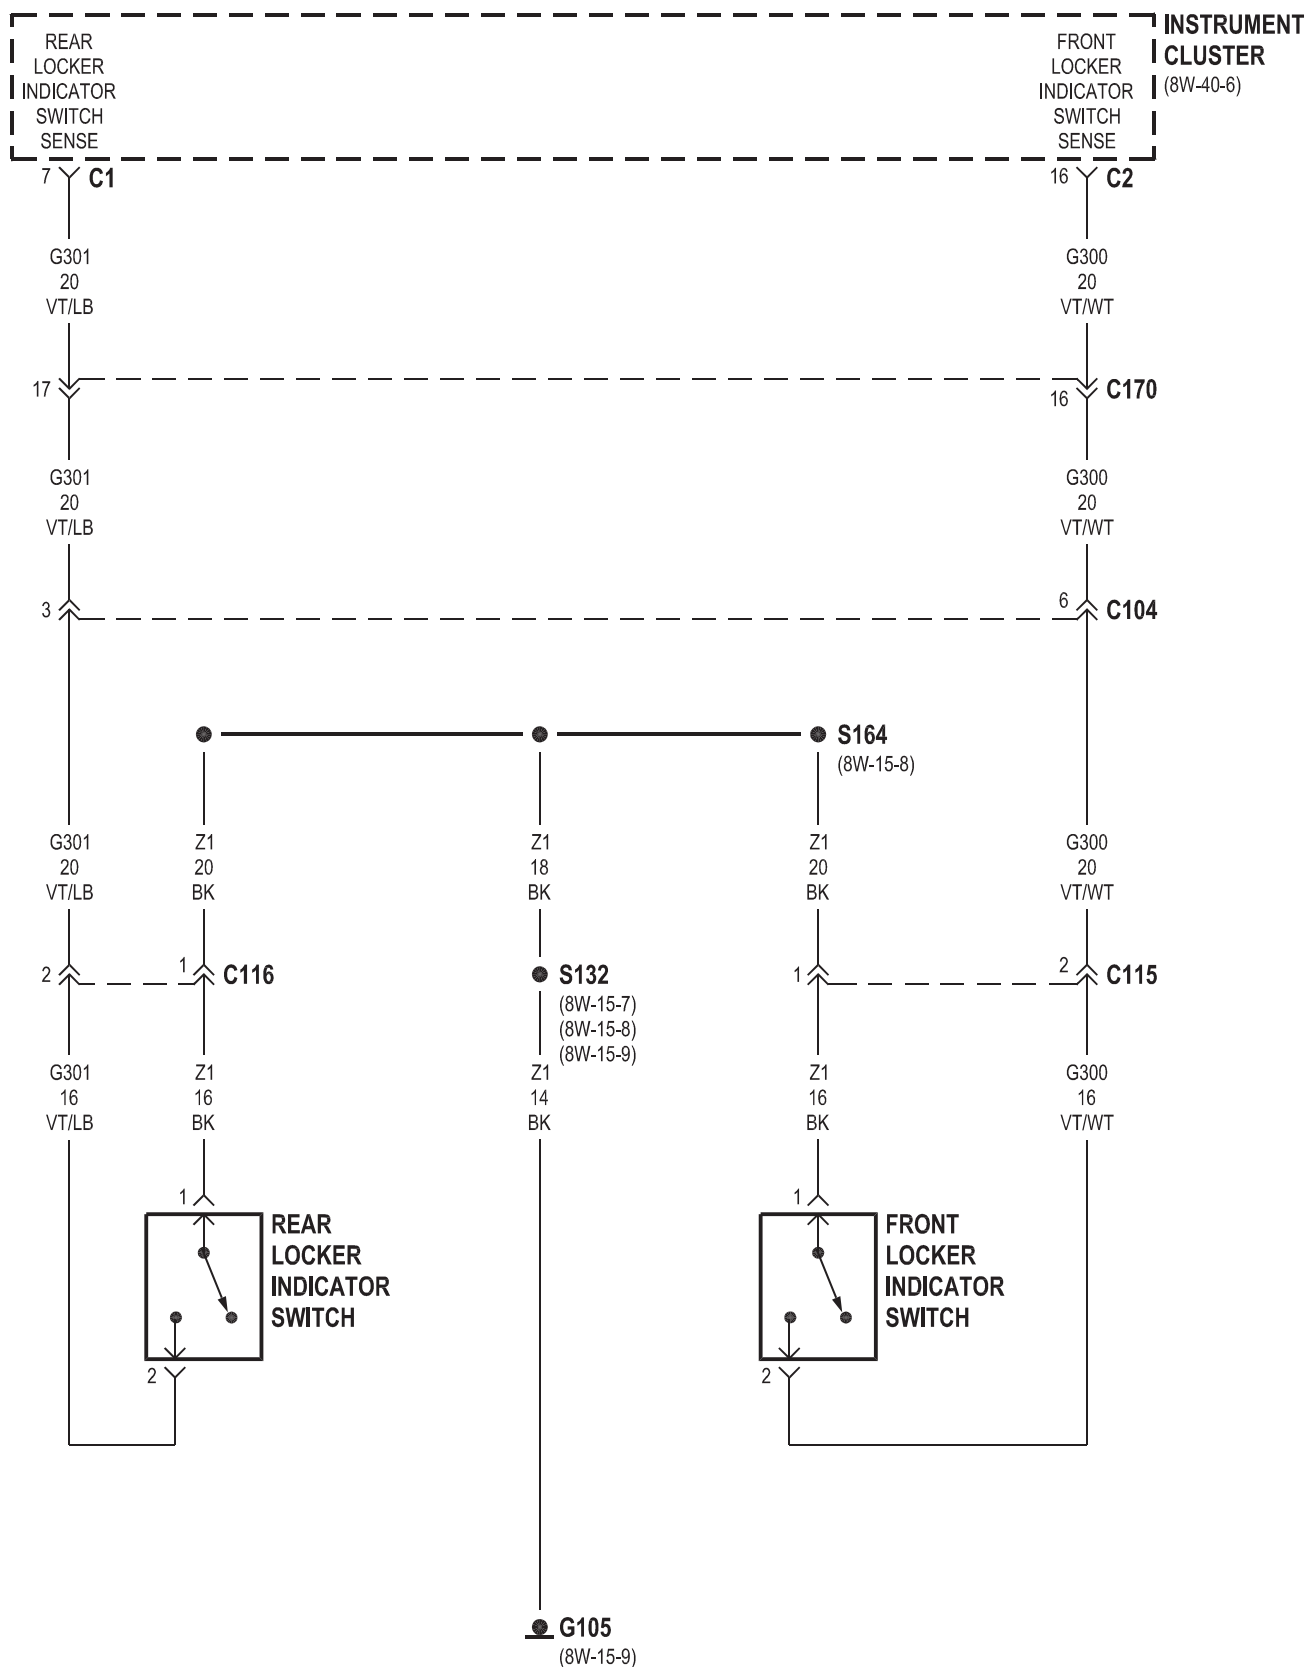 REAR
LOCKER
INDICATOR
SWITCH
SENSE
FRONT
LOCKER
INDICATOR
SWITCH
SENSE
INSTRUMENT
CLUSTER
(8W-40-6)
7
C1
16
C2
G301
20
VT/LB
G300
20
VT/WT
17
16
C170
G301
20
VT/LB
G300
20
VT/WT
3
6
C104
S164
(8W-15-8)
G301
20
VT/LB
Z1
20
BK
Z1
18
BK
Z1
20
BK
G300
20
VT/WT
2
1
C116
S132
(8W-15-7)
(8W-15-8)
(8W-15-9)
1
2
C115
G301
16
VT/LB
Z1
16
BK
Z1
14
BK
Z1
16
BK
G300
16
VT/WT
1
REAR
LOCKER
INDICATOR
SWITCH
2
1
FRONT
LOCKER
INDICATOR
SWITCH
2
G105
(8W-15-9)